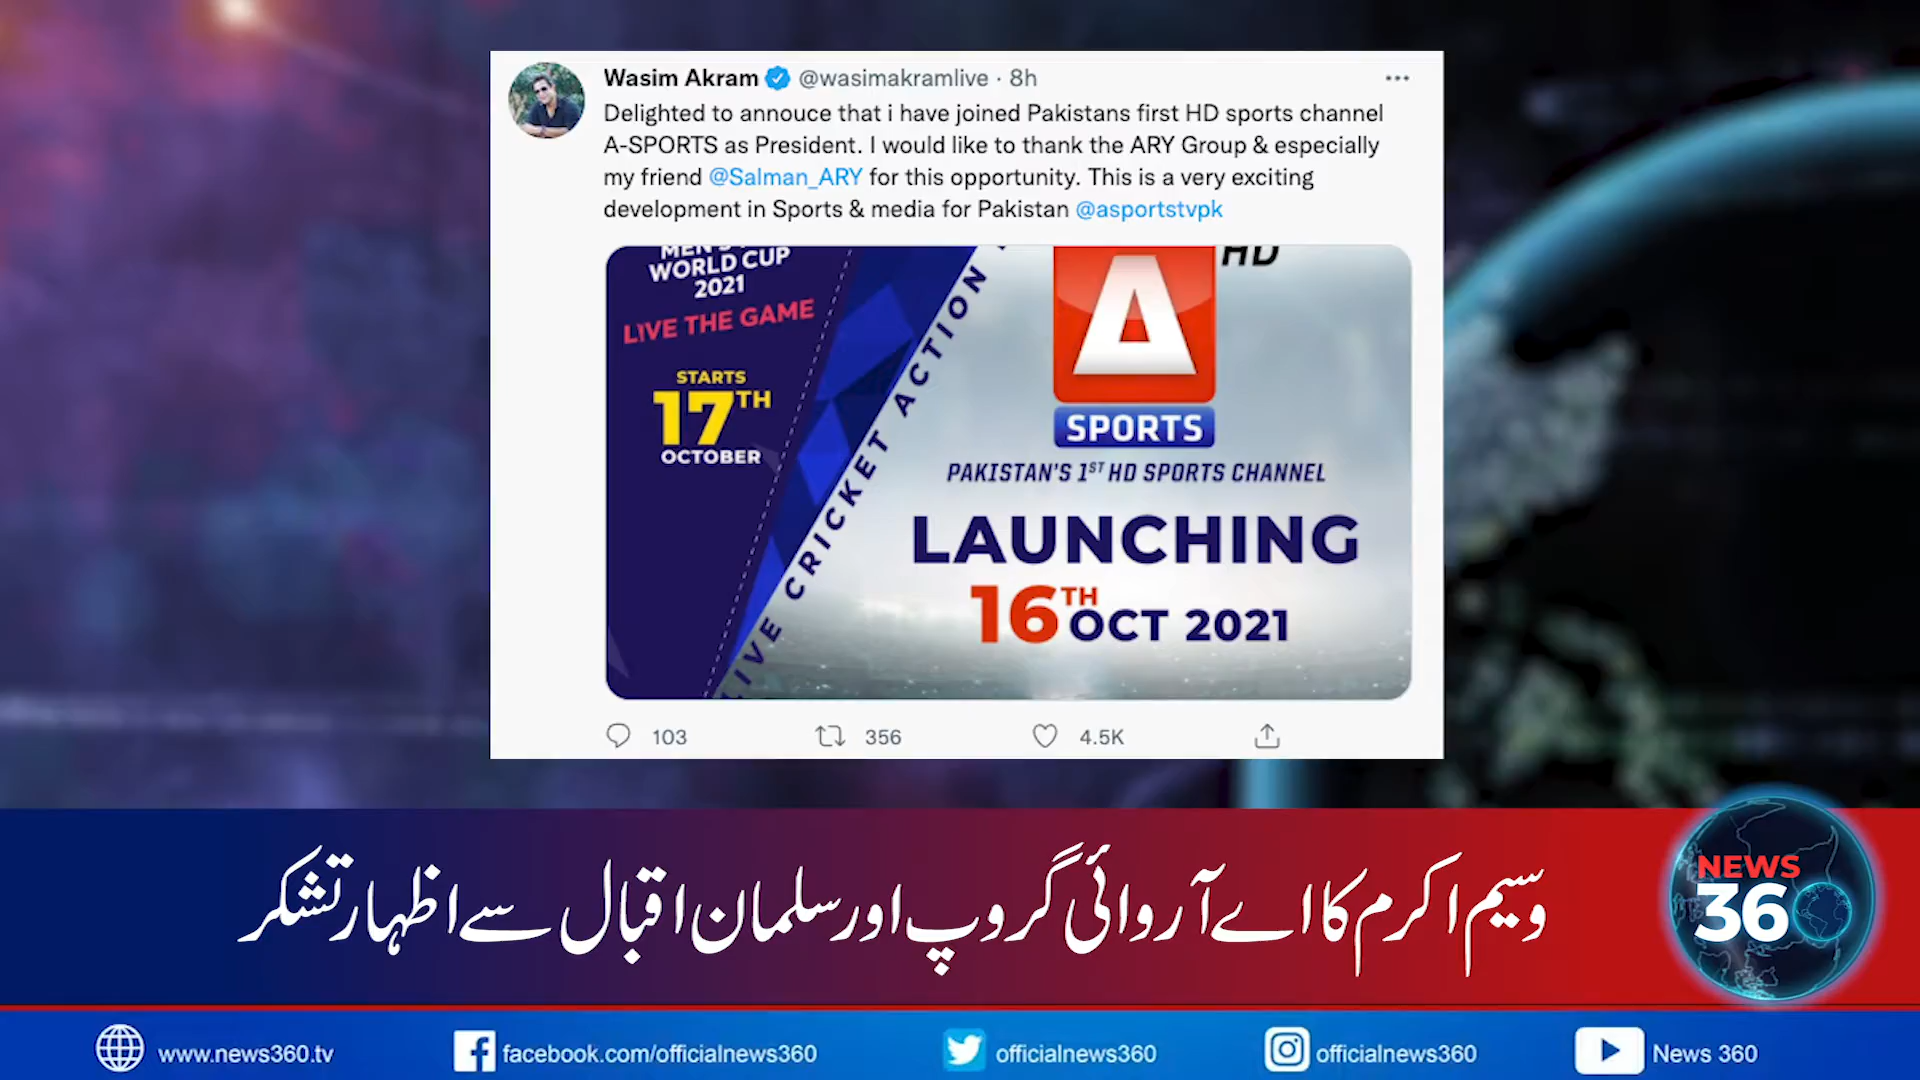 Wasim Akram @wasimakramlive · 8h
Delighted to annouce that i have joined Pakistans first HD sports channel
A-SPORTS as President. I would like to thank the ARY Group & especially
my friend @Salman_ARY for this opportunity. This is a very exciting
development in Sports & media for Pakistan @asportstvpk
MEN'S
WORLD CUP
2021
LIVE THE GAME
STARTS
17TH
OCTOBER
LIVE CRICKET ACTION
HD
A
SPORTS
PAKISTAN'S 1ST HD SPORTS CHANNEL
LAUNCHING
16TH OCT 2021
103 356 4.5K
وسیم اکرم کا اے آر وائی گروپ اور سلمان اقبال سے اظہار تشکر
NEWS
360
www.news360.tv facebook.com/officialnews360 officialnews360 officialnews360 News 360